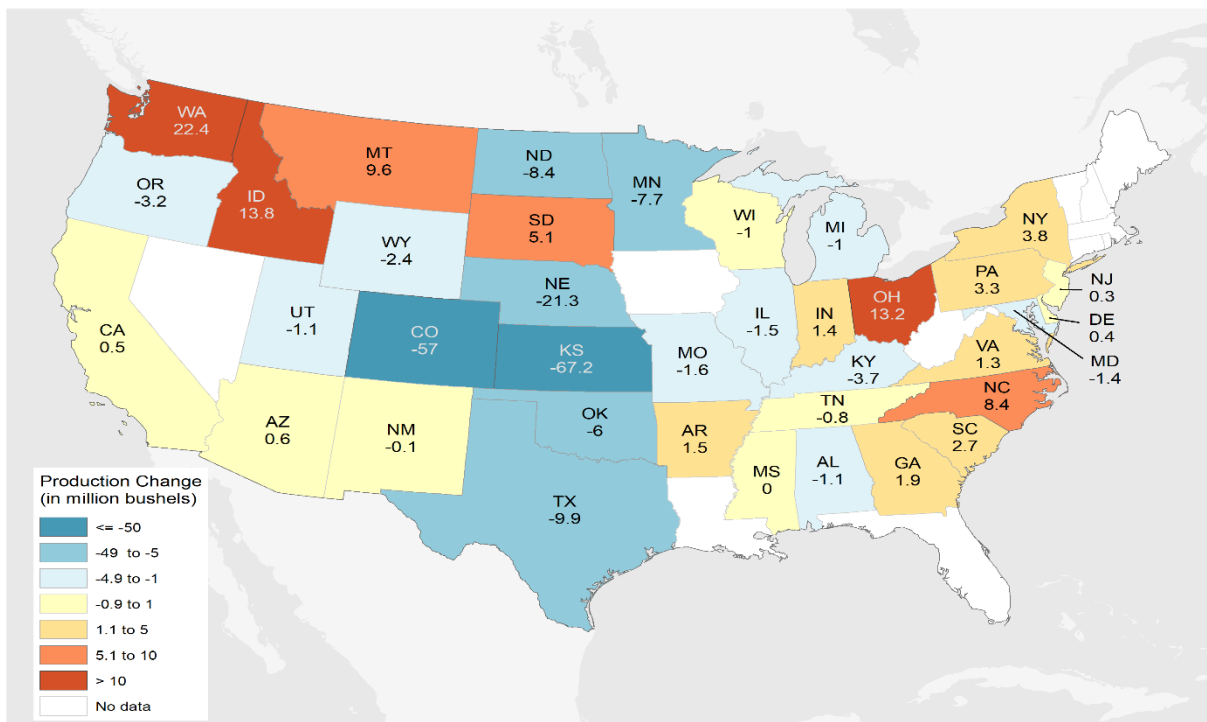 WA
22.4
MT
9.6
ND
-8.4
MN
-7.7
OR
-3.2
ID
13.8
WY
-2.4
SD
5.1
WI
-1
MI
-1
NY
3.8
NE
-21.3
PA
3.3
NJ
0.3
CA
0.5
UT
-1.1
CO
-57
KS
-67.2
MO
-1.6
IL
-1.5
IN
1.4
OH
13.2
DE
0.4
KY
-3.7
VA
1.3
MD
-1.4
AZ
0.6
NM
-0.1
OK
-6
AR
1.5
TN
-0.8
NC
8.4
SC
2.7
TX
-9.9
MS
0
AL
-1.1
GA
1.9
Production Change
(in million bushels)
<= -50
-49 to -5
-4.9 to -1
-0.9 to 1
1.1 to 5
5.1 to 10
> 10
No data